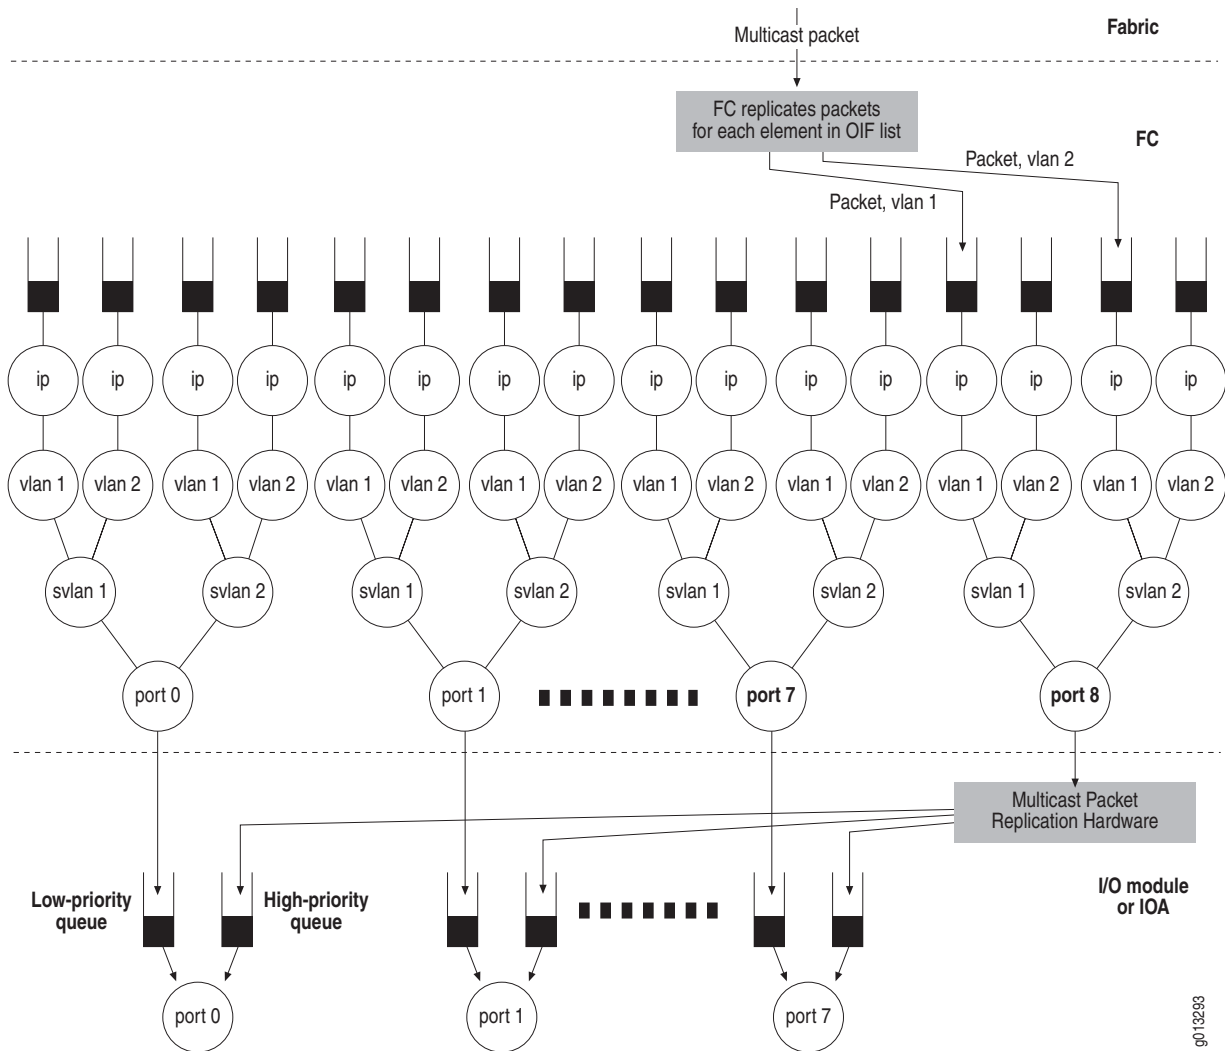 Multicast packet
Fabric
FC replicates packets
for each element in OIF list
FC
Packet, vlan 2
Packet, vlan 1
ip ip ip ip ip ip ip ip ip ip ip ip ip ip ip ip
vlan 1 vlan 2 vlan 1 vlan 2 vlan 1 vlan 2 vlan 1 vlan 2 vlan 1 vlan 2 vlan 1 vlan 2 vlan 1 vlan 2 vlan 1 vlan 2
svlan 1 svlan 2 svlan 1 svlan 2 svlan 1 svlan 2 svlan 1 svlan 2
port 0 port 1 port 7 port 8
Multicast Packet
Replication Hardware
Low-priority
queue
High-priority
queue
I/O module
or IOA
port 0 port 1 port 7
g013293